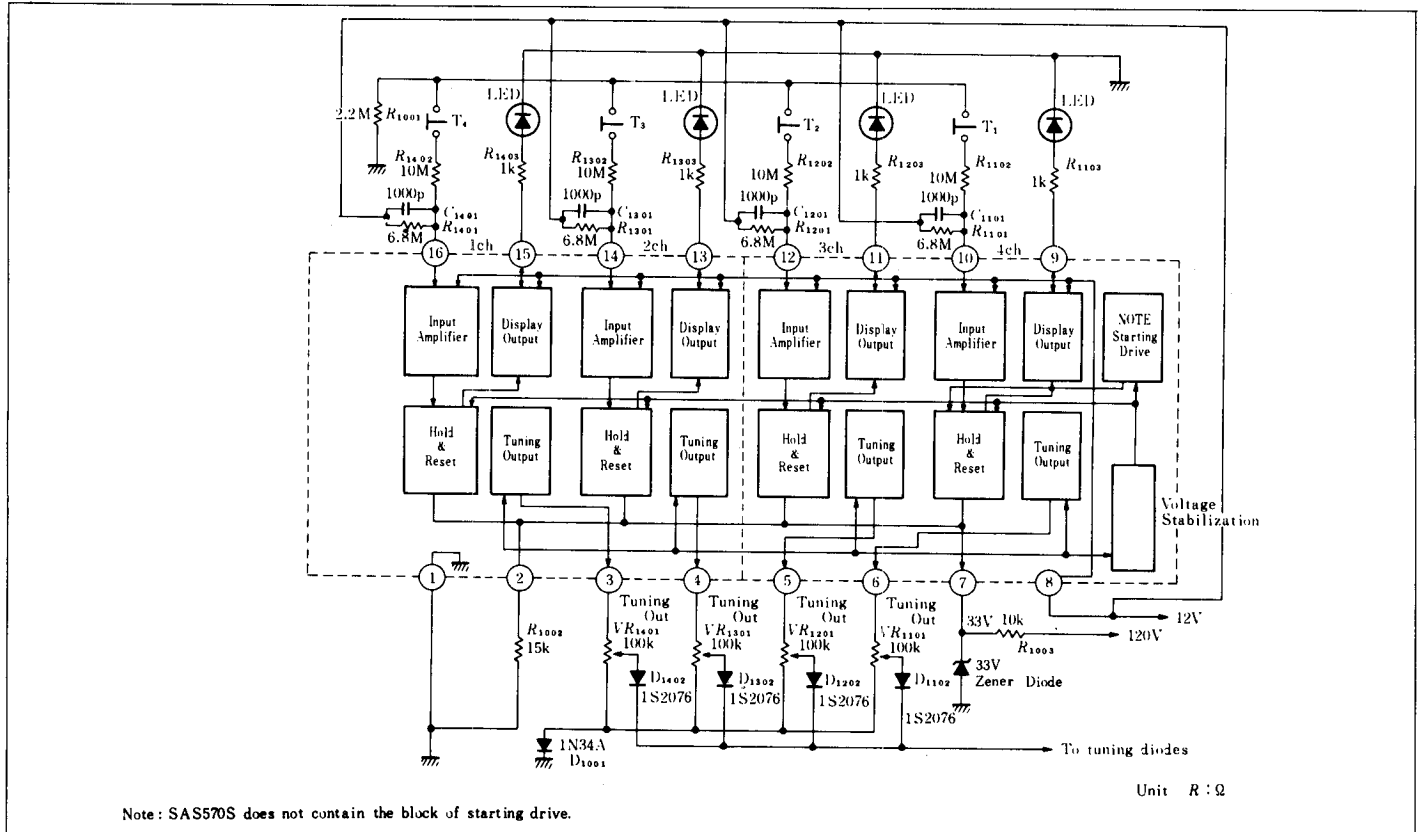 LED LED LED LED
2.2M R1001 T4 T3 T2 T1
R1402 10M R1403 1k R1302 10M R1303 1k 10M R1202 1k R1203 10M R1102 1k R1103
1000p C1401 1000p C1301 1000p C1201 1000p C1101
6.8M R1401 6.8M R1301 6.8M R1201 6.8M R1101
16 1ch 15 14 2ch 13 12 3ch 11 10 4ch 9
Input Amplifier
Display Output
Input Amplifier
Display Output
Input Amplifier
Display Output
Input Amplifier
Display Output
NOTE Starting Drive
Hold & Reset
Tuning Output
Hold & Reset
Tuning Output
Hold & Reset
Tuning Output
Hold & Reset
Tuning Output
Voltage Stabilization
1 2 3 4 5 6 7 8
R1002 15k
Tuning Out
VR1401 100k
D1402
1S2076
Tuning Out
VR1301 100k
D1302
1S2076
Tuning Out
VR1201 100k
D1202
1S2076
Tuning Out
VR1101 100k
D1102
1S2076
33V 10k R1003
12V
120V
33V
Zener Diode
1N34A
D1001
To tuning diodes
Unit R : Ω
Note : SAS570S does not contain the block of starting drive.